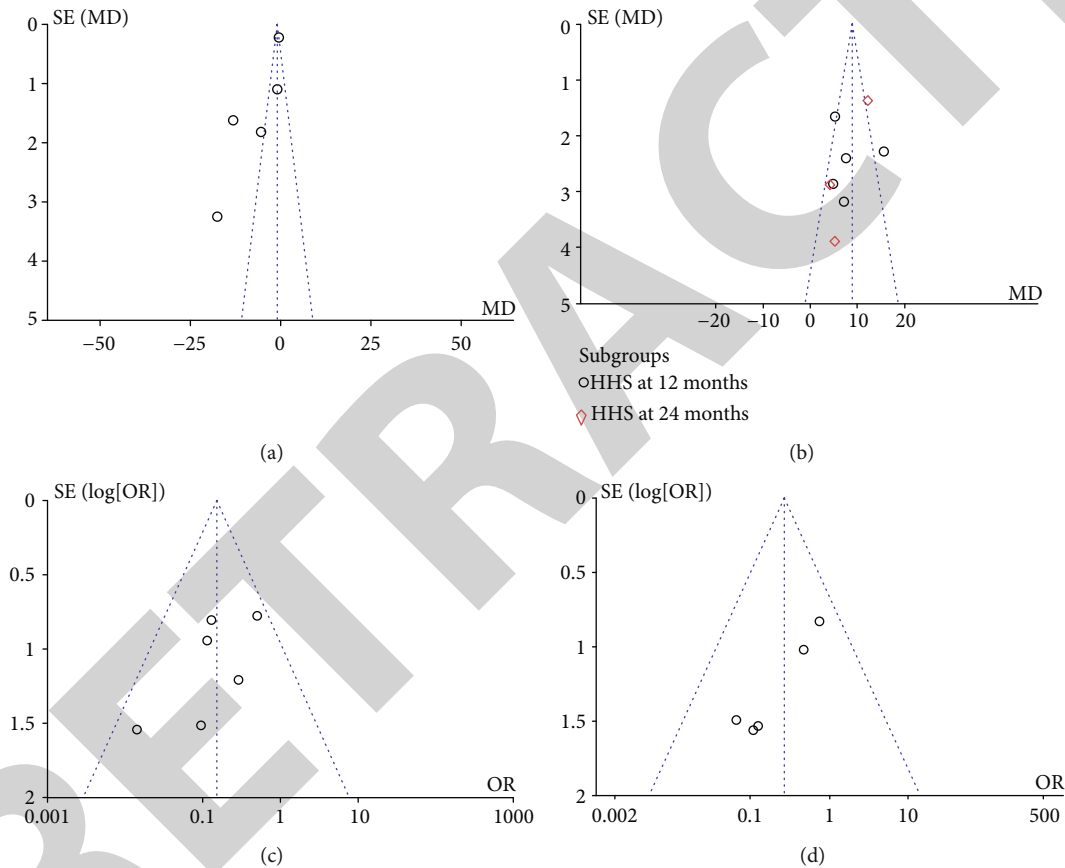 SE (MD)
0
1
2
3
4
5
MD
−50
−25
0
25
50
(a)
SE (MD)
0
1
2
3
4
5
MD
−20
−10
0
10
20
Subgroups
HHS at 12 months
HHS at 24 months
(b)
SE (log[OR])
0
0.5
1
1.5
2
OR
0.001
0.1
1
10
1000
(c)
SE (log[OR])
0
0.5
1
1.5
2
OR
0.002
0.1
1
10
500
(d)
RETRACT